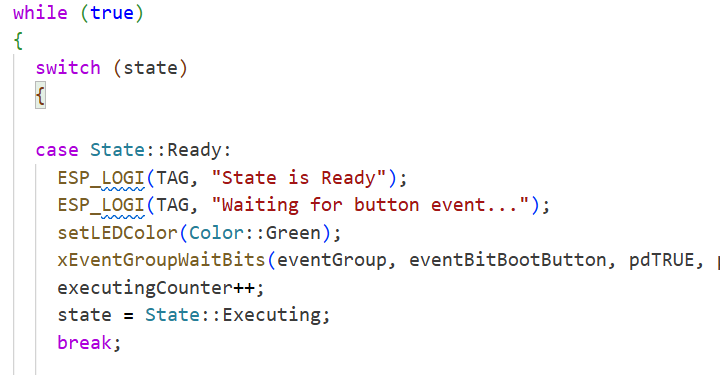 while (true)
{
switch (state)
{
case State::Ready:
ESP_LOGI(TAG, "State is Ready");
ESP_LOGI(TAG, "Waiting for button event...");
setLEDColor(Color::Green);
xEventGroupWaitBits(eventGroup, eventBitBootButton, pdTRUE,
executingCounter++;
state = State::Executing;
break;